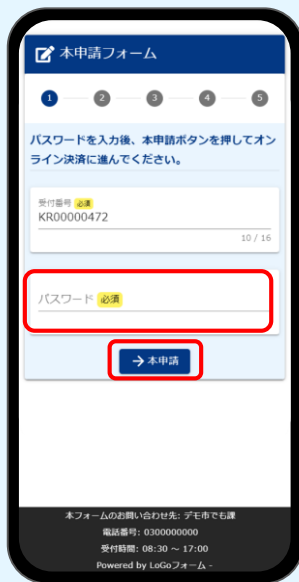 本申請フォーム
1 2 3 4 5
パスワードを入力後、本申請ボタンを押してオン
ライン決済に進んでください。
受付番号 必須
KR00000472
10 / 16
パスワード 必須
→本申請
本フォームのお問い合わせ先: デモ市でも課
電話番号: 0300000000
受付時間: 08:30 ～ 17:00
Powered by LoGoフォーム -